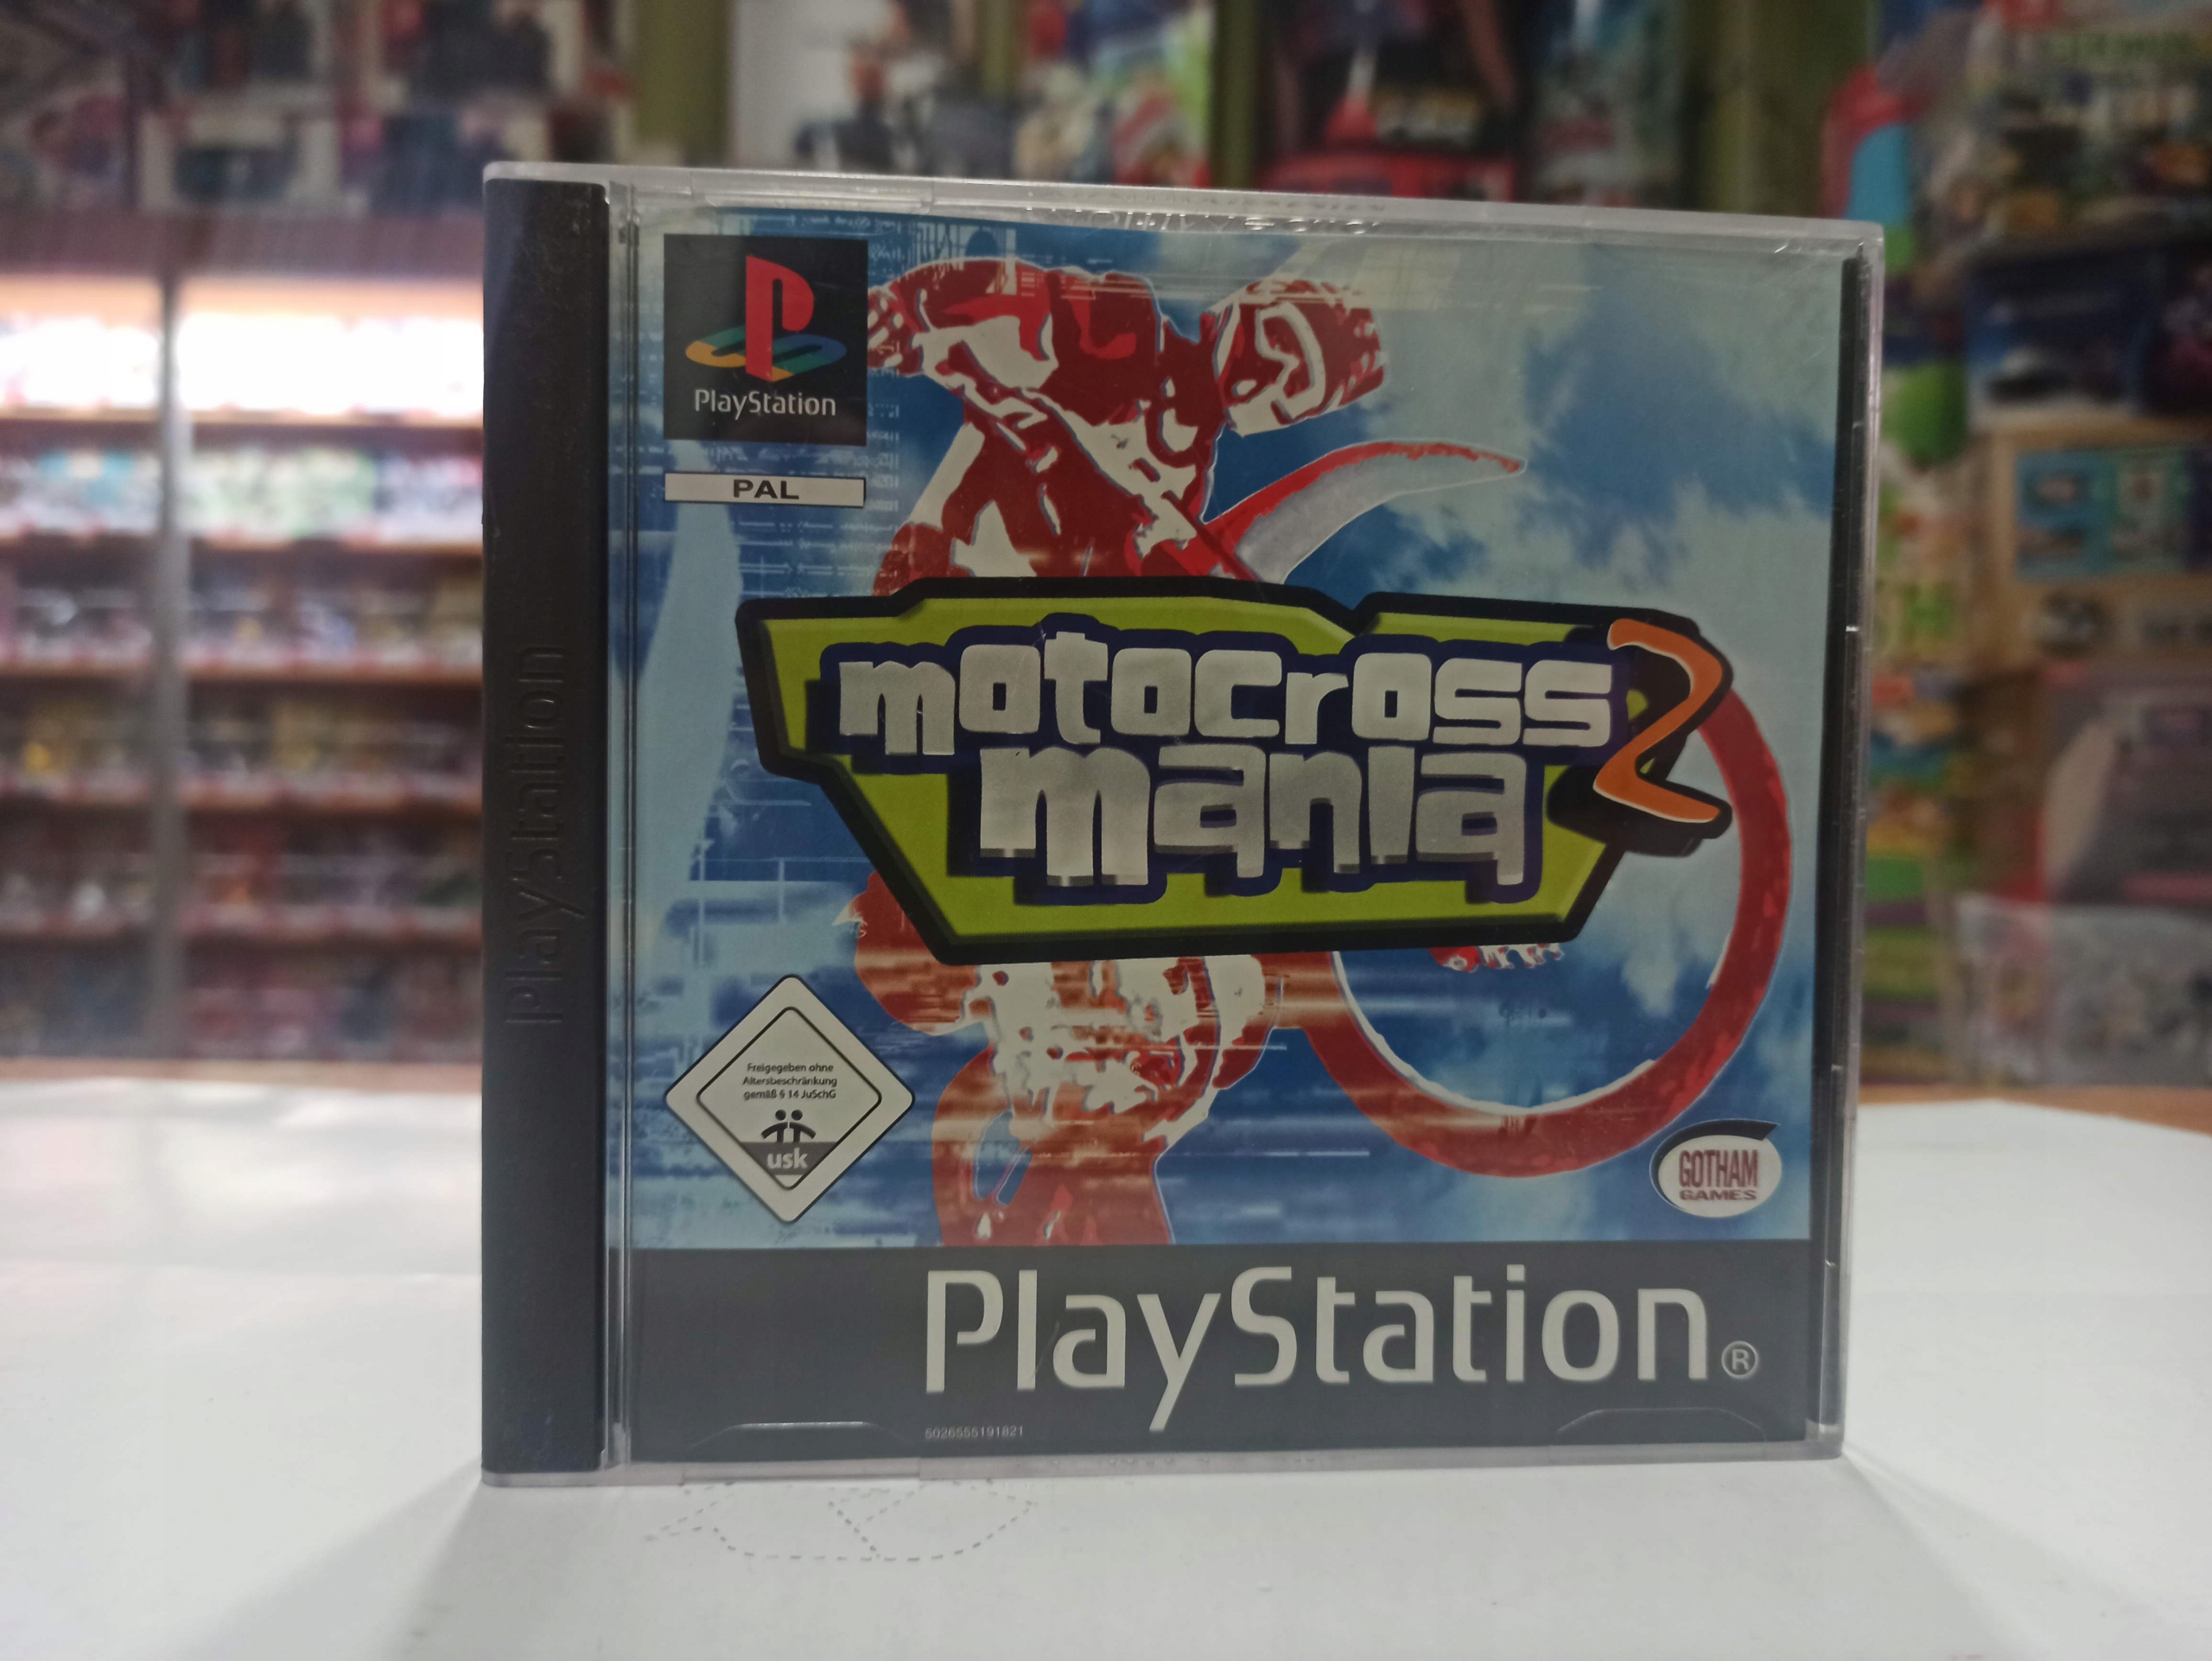 PlayStation
PlayStation
PAL
motocross
mania
2
Freigegeben ohne
Altersbeschränkung
gemäß § 14 JuSchG
usk
GOTHAM
GAMES
PlayStation®
5026555191821